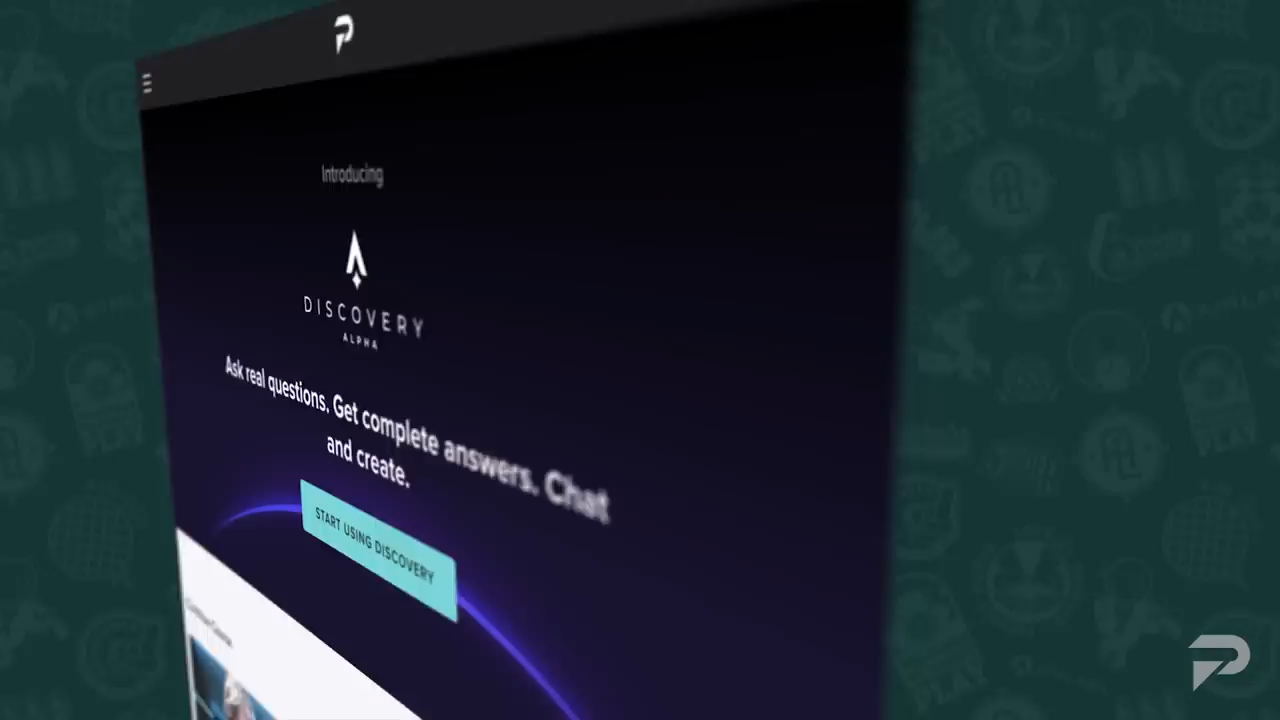 Introducing
DISCOVERY
ALPHA
Ask real questions. Get complete answers. Chat
and create.
START USING DISCOVERY